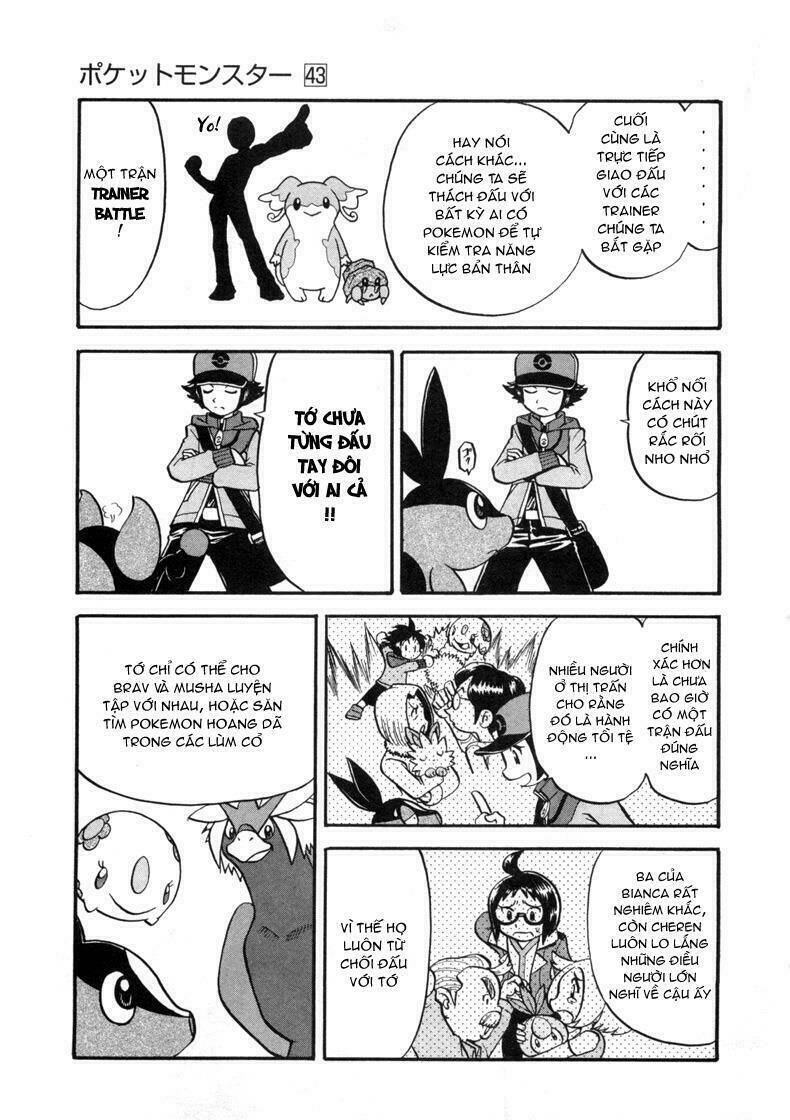 ポケットモンスター 43
CUỐI
CÙNG LÀ
TRỰC TIẾP
GIAO ĐẤU
VỚI CÁC
TRAINER
CHÚNG TA
BẮT GẶP
HAY NÓI
CÁCH KHÁC...
CHÚNG TA SẼ
THÁCH ĐẤU VỚI
BẤT KỲ AI CÓ
POKEMON ĐỂ TỰ
KIỂM TRA NĂNG
LỰC BẢN THÂN
Yo!
MỘT TRẬN
TRAINER
BATTLE
!
KHỔ NỖI
CÁCH NÀY
CÓ CHÚT
RẮC RỐI
NHO NHỎ
TỚ CHƯA
TỪNG ĐẤU
TAY ĐÔI
VỚI AI CẢ
!!
CHÍNH
XÁC HƠN
LÀ CHƯA
BAO GIỜ
CÓ MỘT
TRẬN ĐẤU
ĐÚNG
NGHĨA
NHIỀU NGƯỜI
Ở THỊ TRẤN
CHO RẰNG
ĐÓ LÀ HÀNH
ĐỘNG TỒI TỆ
...
BA CỦA
BIANCA RẤT
NGHIÊM KHẮC,
CÒN CHEREN
LUÔN LO LẮNG
NHỮNG ĐIỀU
NGƯỜI LỚN
NGHĨ VỀ CẬU ẤY
VÌ THẾ HỌ
LUÔN TỪ
CHỐI ĐẤU
VỚI TỚ
TỚ CHỈ CÓ THỂ CHO
BRAV VÀ MUSHA LUYỆN
TẬP VỚI NHAU, HOẶC SĂN
TÌM POKEMON HOANG DÃ
TRONG CÁC LÙM CỎ